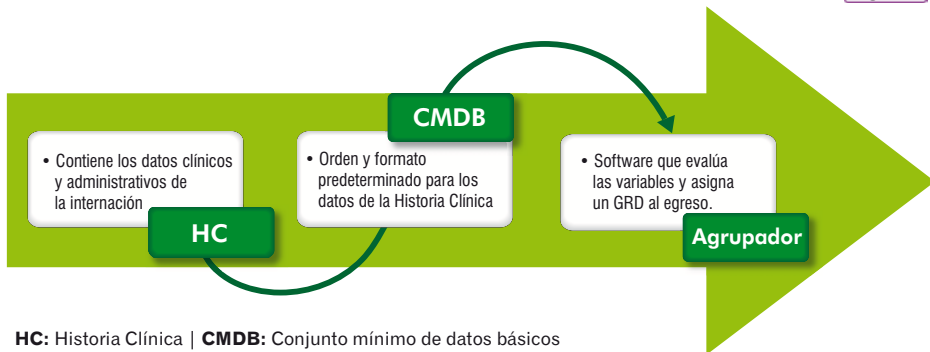 • Contiene los datos clínicos
y administrativos de
la internación
HC
CMDB
• Orden y formato
predeterminado para los
datos de la Historia Clínica
• Software que evalúa
las variables y asigna
un GRD al egreso.
Agrupador
HC: Historia Clínica | CMDB: Conjunto mínimo de datos básicos